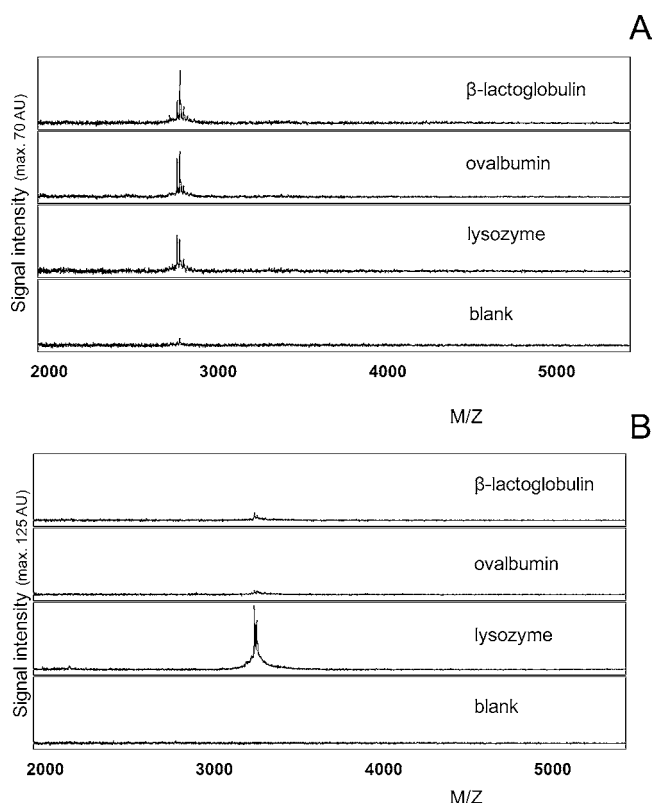 A
Signal intensity (max. 70 AU)
β-lactoglobulin
ovalbumin
lysozyme
blank
2000 3000 4000 5000
M/Z
B
Signal intensity (max. 125 AU)
β-lactoglobulin
ovalbumin
lysozyme
blank
2000 3000 4000 5000
M/Z